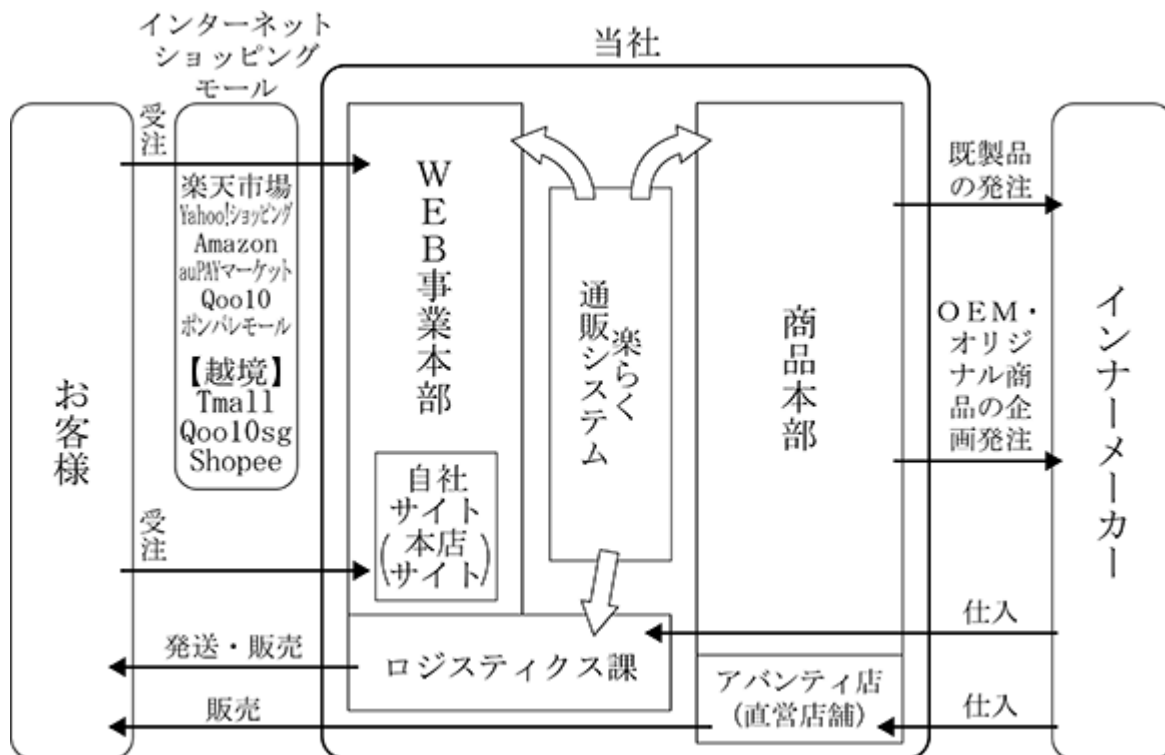 インターネット
ショッピング
モール
当社
お客様
受注
楽天市場
Yahoo!ショッピング
Amazon
auPAYマーケット
Qoo10
ポンパレモール
【越境】
Tmall
Qoo10sg
Shopee
受注
WEB事業本部
自社
サイト
(本店
サイト)
楽らく
通販システム
商品本部
既製品
の発注
OEM・
オリジ
ナル商
品の企
画発注
インナーメーカー
仕入
発送・販売
ロジスティクス課
アバンティ店
(直営店舗)
仕入
販売